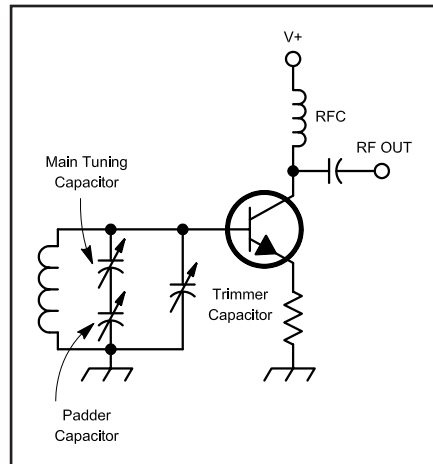 V+
RFC
RF OUT
Main Tuning
Capacitor
Trimmer
Capacitor
Padder
Capacitor